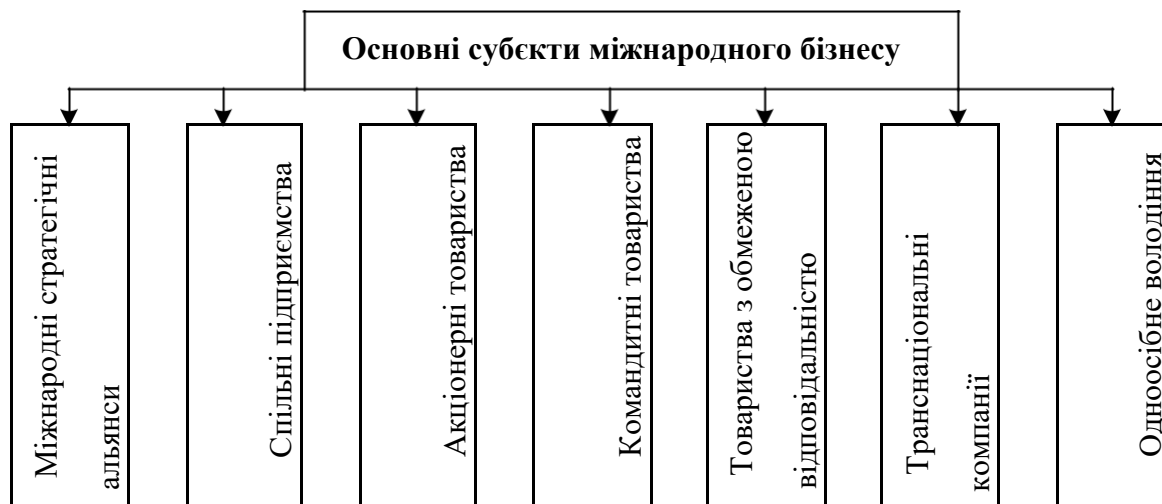 Основні субєкти міжнародного бізнесу
Міжнародні стратегічні
альянси
Спільні підприємства
Акціонерні товариства
Командитні товариства
Товариства з обмеженою
відповідальністю
Транснаціональні
компанії
Одноосібне володіння